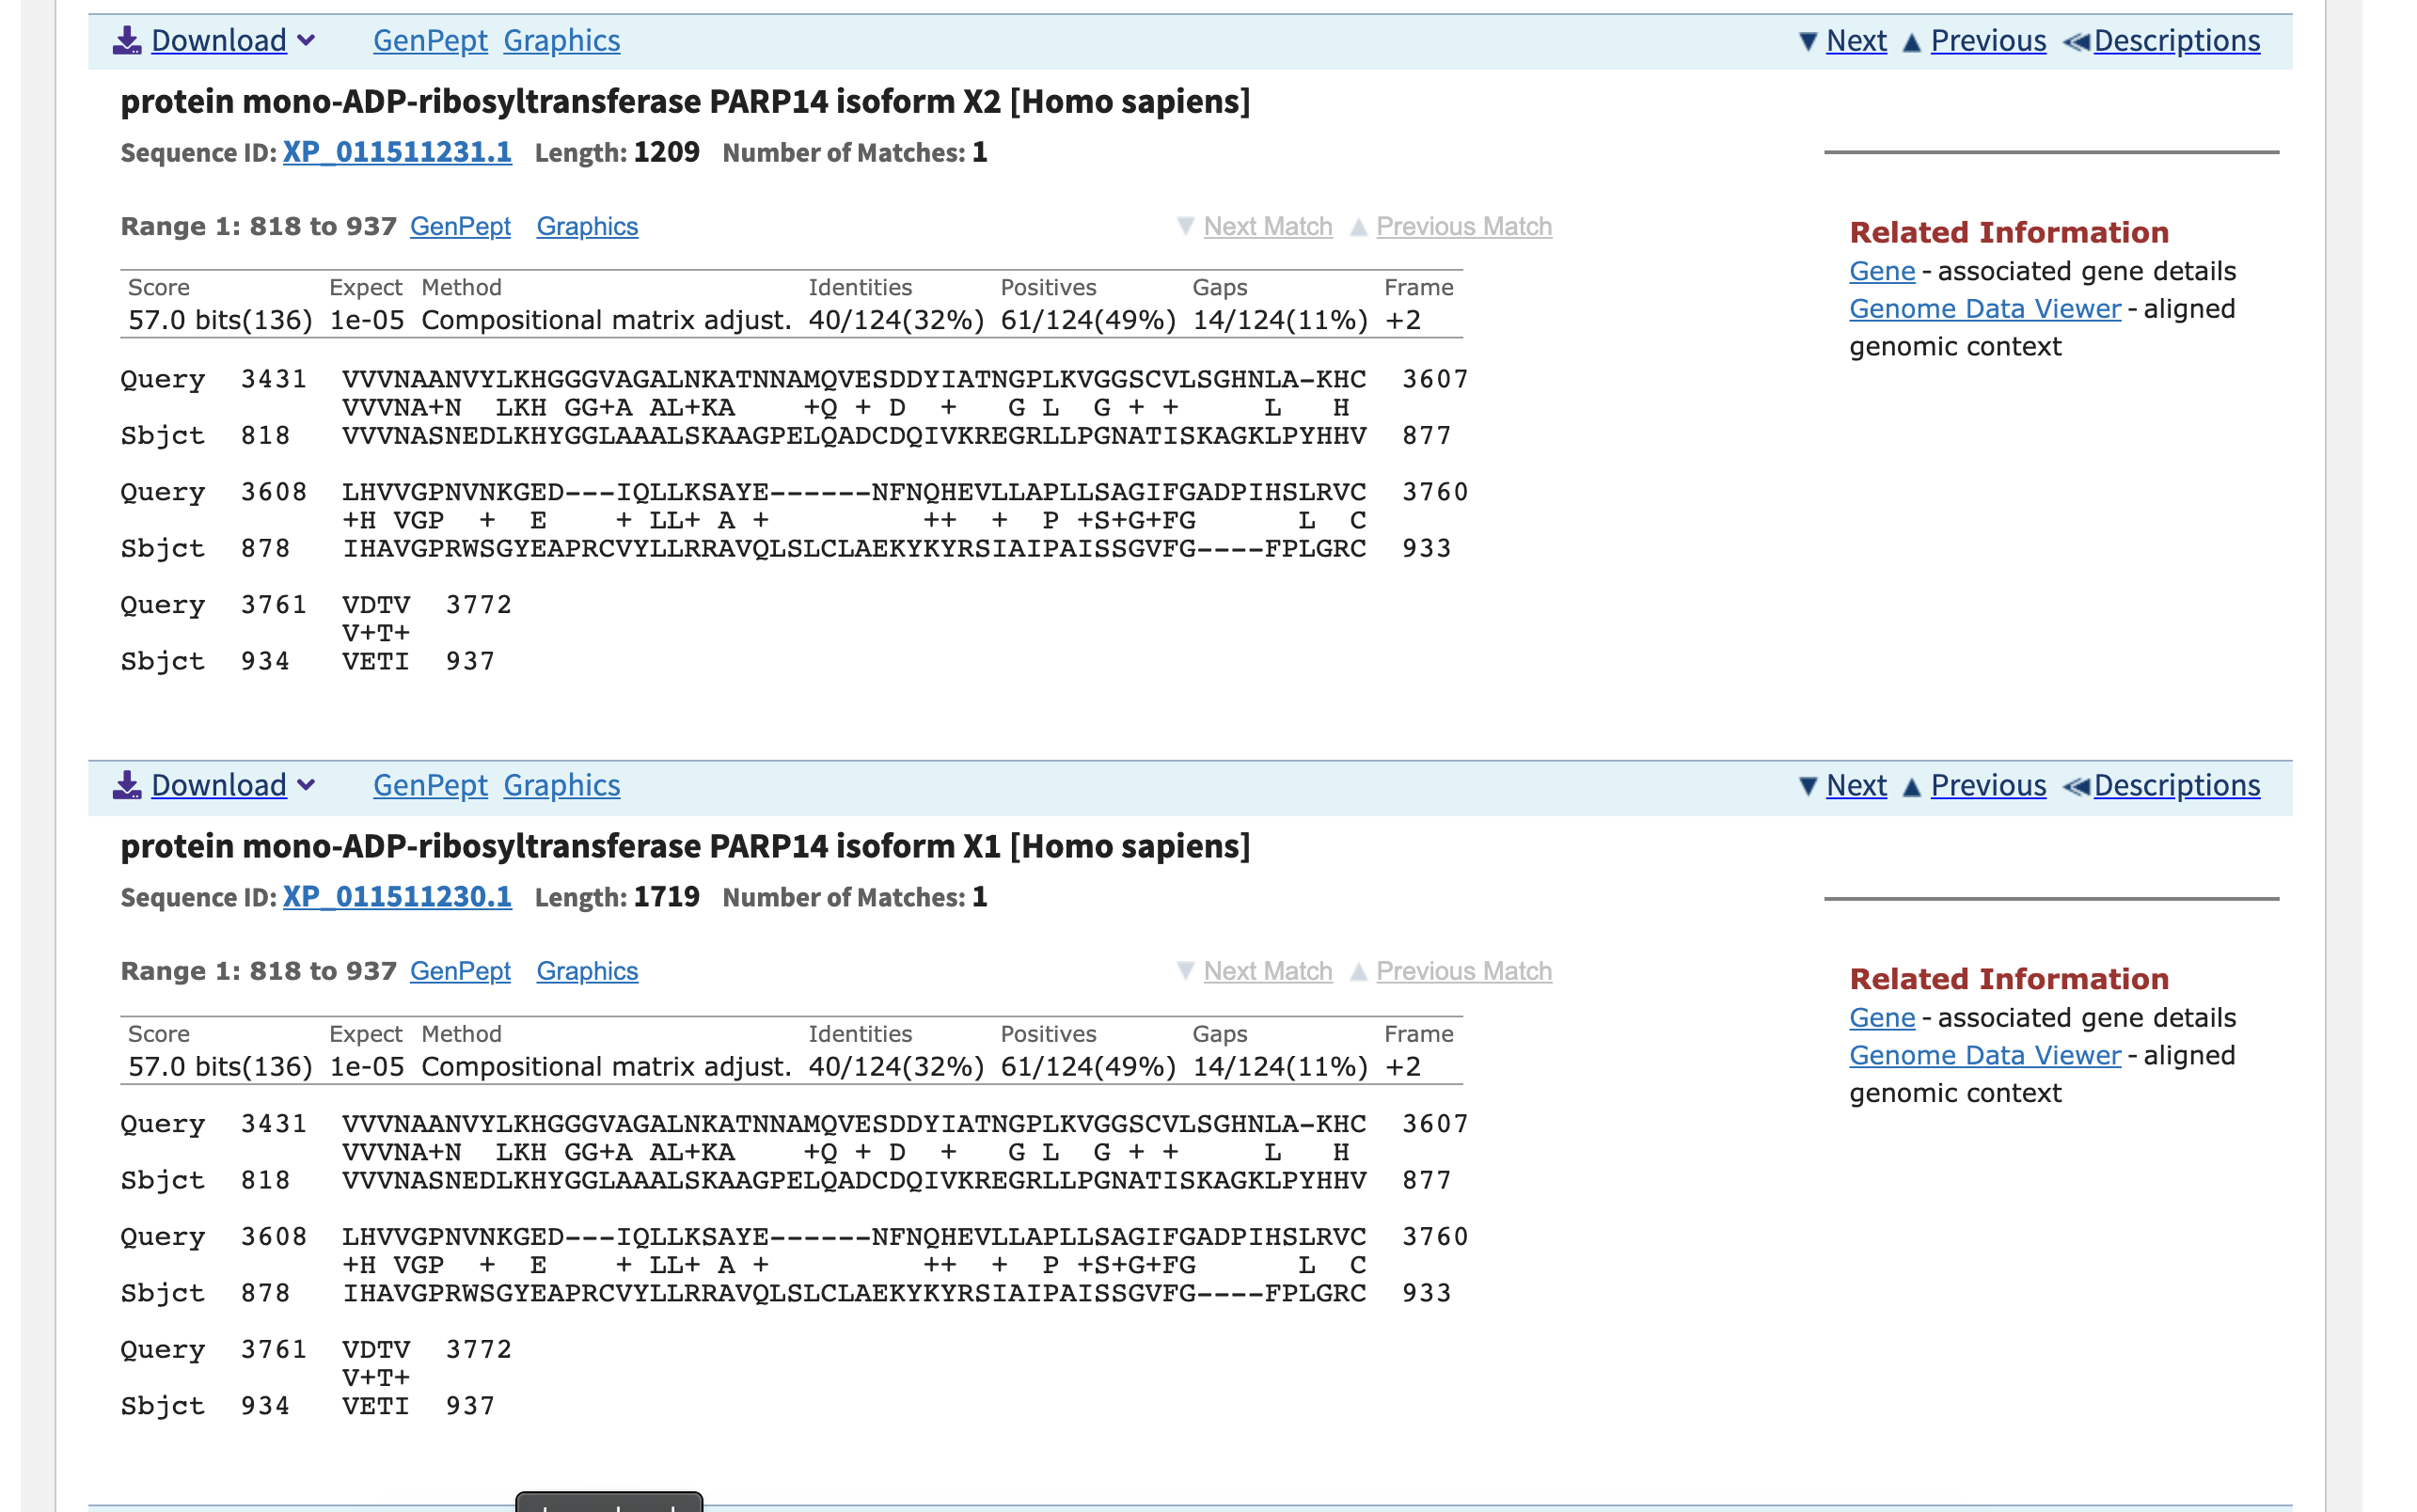 Download GenPept Graphics Next Previous Descriptions
protein mono-ADP-ribosyltransferase PARP14 isoform X2 [Homo sapiens]
Sequence ID: XP_011511231.1 Length: 1209 Number of Matches: 1
Range 1: 818 to 937 GenPept Graphics Next Match Previous Match
Related Information
Gene - associated gene details
Genome Data Viewer - aligned
genomic context
Score Expect Method Identities Positives Gaps Frame
57.0 bits(136) 1e-05 Compositional matrix adjust. 40/124(32%) 61/124(49%) 14/124(11%) +2
Query 3431 VVVNAANVYLKHGGGVAGALNKATNNAMQVESDDYIATNGPLKVGGSCVLSGHNLA-KHC 3607
VVVNA+N  LKH GG+A AL+KA    +Q + D  +   G L  G + +     L   H
Sbjct 818 VVVNASNEDLKHYGGLAAALSKAAGPELQADCDQIVKREGRLLPGNATISKAGKLPYHHV 877
Query 3608 LHVVGPNVNKGED---IQLLKSAYE------NFNQHEVLLAPLLSAGIFGADPIHSLRVC 3760
+H VGP  +  E    + LL+ A +         ++  +  P +S+G+FG      L  C
Sbjct 878 IHAVGPRWSGYEAPRCVYLLRRAVQLSLCLAEKYKYRSIAIPAISSGVFG----FPLGRC 933
Query 3761 VDTV 3772
V+T+
Sbjct 934 VETI 937
Download GenPept Graphics Next Previous Descriptions
protein mono-ADP-ribosyltransferase PARP14 isoform X1 [Homo sapiens]
Sequence ID: XP_011511230.1 Length: 1719 Number of Matches: 1
Range 1: 818 to 937 GenPept Graphics Next Match Previous Match
Related Information
Gene - associated gene details
Genome Data Viewer - aligned
genomic context
Score Expect Method Identities Positives Gaps Frame
57.0 bits(136) 1e-05 Compositional matrix adjust. 40/124(32%) 61/124(49%) 14/124(11%) +2
Query 3431 VVVNAANVYLKHGGGVAGALNKATNNAMQVESDDYIATNGPLKVGGSCVLSGHNLA-KHC 3607
VVVNA+N  LKH GG+A AL+KA    +Q + D  +   G L  G + +     L   H
Sbjct 818 VVVNASNEDLKHYGGLAAALSKAAGPELQADCDQIVKREGRLLPGNATISKAGKLPYHHV 877
Query 3608 LHVVGPNVNKGED---IQLLKSAYE------NFNQHEVLLAPLLSAGIFGADPIHSLRVC 3760
+H VGP  +  E    + LL+ A +         ++  +  P +S+G+FG      L  C
Sbjct 878 IHAVGPRWSGYEAPRCVYLLRRAVQLSLCLAEKYKYRSIAIPAISSGVFG----FPLGRC 933
Query 3761 VDTV 3772
V+T+
Sbjct 934 VETI 937